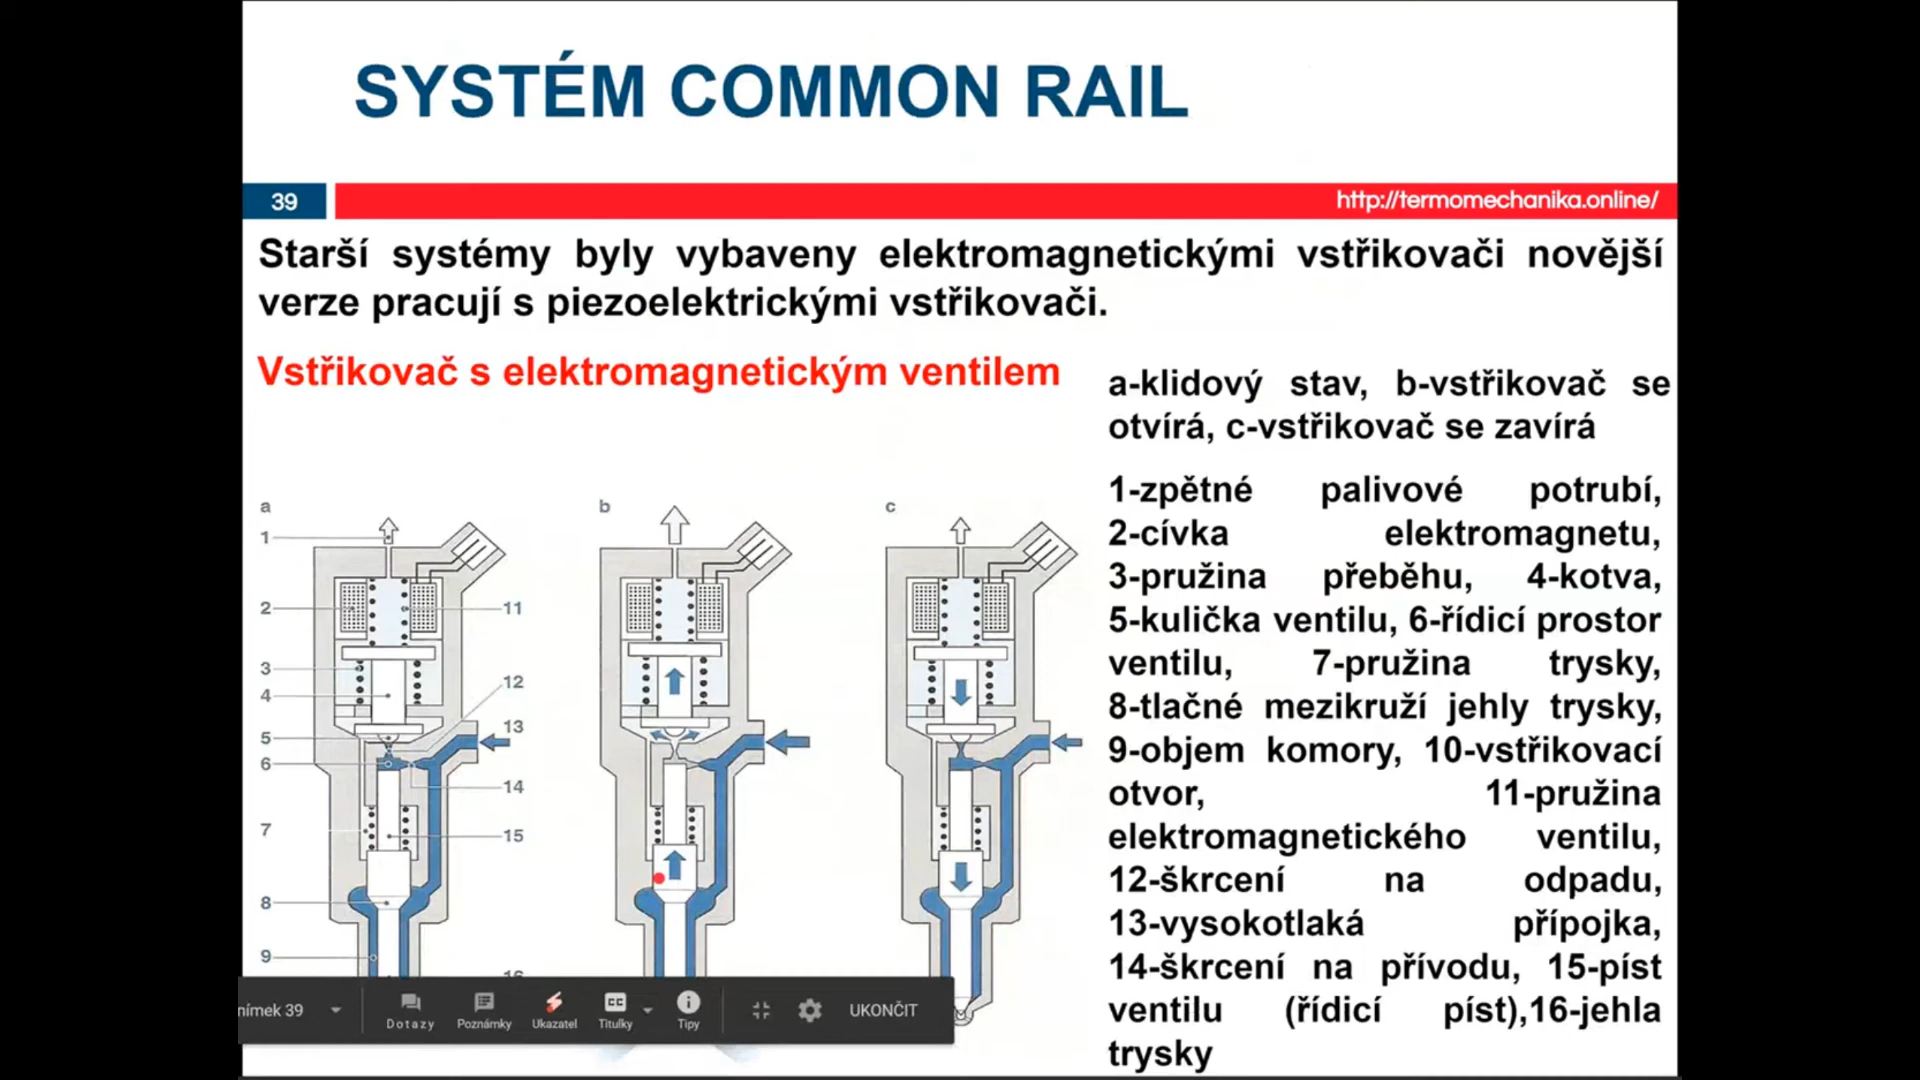 SYSTÉM COMMON RAIL
39
http://termomechanika.online/
Starší systémy byly vybaveny elektromagnetickými vstřikovači novější
verze pracují s piezoelektrickými vstřikovači.
Vstřikovač s elektromagnetickým ventilem
a-klidový stav, b-vstřikovač se
otvírá, c-vstřikovač se zavírá
1-zpětné palivové potrubí,
2-cívka elektromagnetu,
3-pružina přeběhu, 4-kotva,
5-kulička ventilu, 6-řídicí prostor
ventilu, 7-pružina trysky,
8-tlačné mezikruží jehly trysky,
9-objem komory, 10-vstřikovací
otvor, 11-pružina
elektromagnetického ventilu,
12-škrcení na odpadu,
13-vysokotlaká přípojka,
14-škrcení na přívodu, 15-píst
ventilu (řídicí píst),16-jehla
trysky
a
b
c
1
2
11
3
12
4
13
5
6
14
7
15
8
9
nímek 39
Dotazy
Poznámky
Ukazatel
CC
Titulky
Tipy
UKONČIT